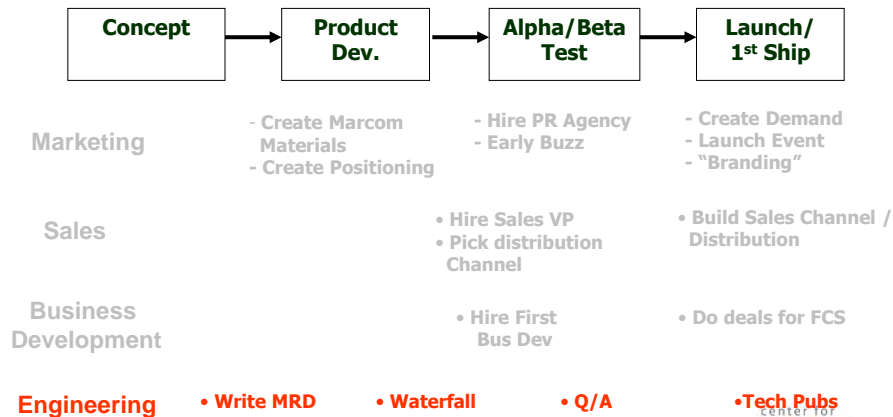 Concept
Product
Dev.
Alpha/Beta
Test
Launch/
1st Ship
Marketing
- Create Marcom
Materials
- Create Positioning
- Hire PR Agency
- Early Buzz
- Create Demand
- Launch Event
- “Branding”
Sales
• Hire Sales VP
• Pick distribution
Channel
• Build Sales Channel /
Distribution
Business
Development
• Hire First
Bus Dev
• Do deals for FCS
Engineering
• Write MRD
• Waterfall
• Q/A
•Tech Pubs
center for